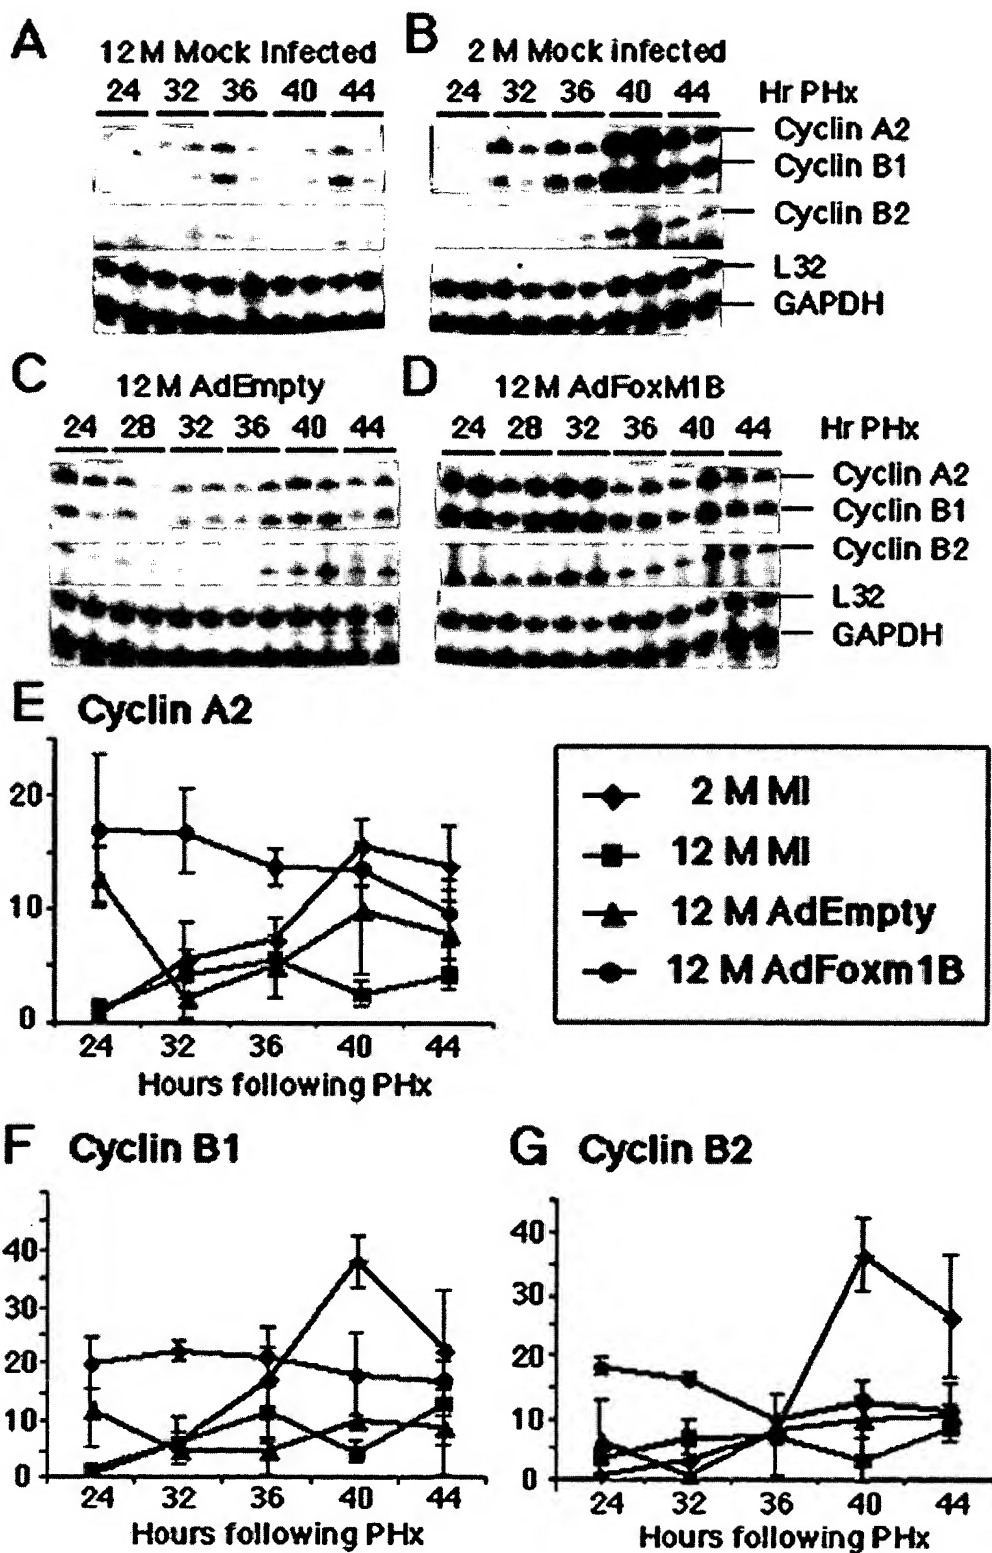 A 12 M Mock Infected
24 32 36 40 44
B 2 M Mock infected
24 32 36 40 44 Hr PHx
Cyclin A2
Cyclin B1
Cyclin B2
L32
GAPDH
C 12 M AdEmpty
24 28 32 36 40 44
D 12 M AdFoxM1B
24 28 32 36 40 44 Hr PHx
Cyclin A2
Cyclin B1
Cyclin B2
L32
GAPDH
E Cyclin A2
20
10
0
24 32 36 40 44
Hours following PHx
2 M MI
12 M MI
12 M AdEmpty
12 M AdFoxm1B
F Cyclin B1
40
30
20
10
0
24 32 36 40 44
Hours following PHx
G Cyclin B2
40
30
20
10
0
24 32 36 40 44
Hours following PHx